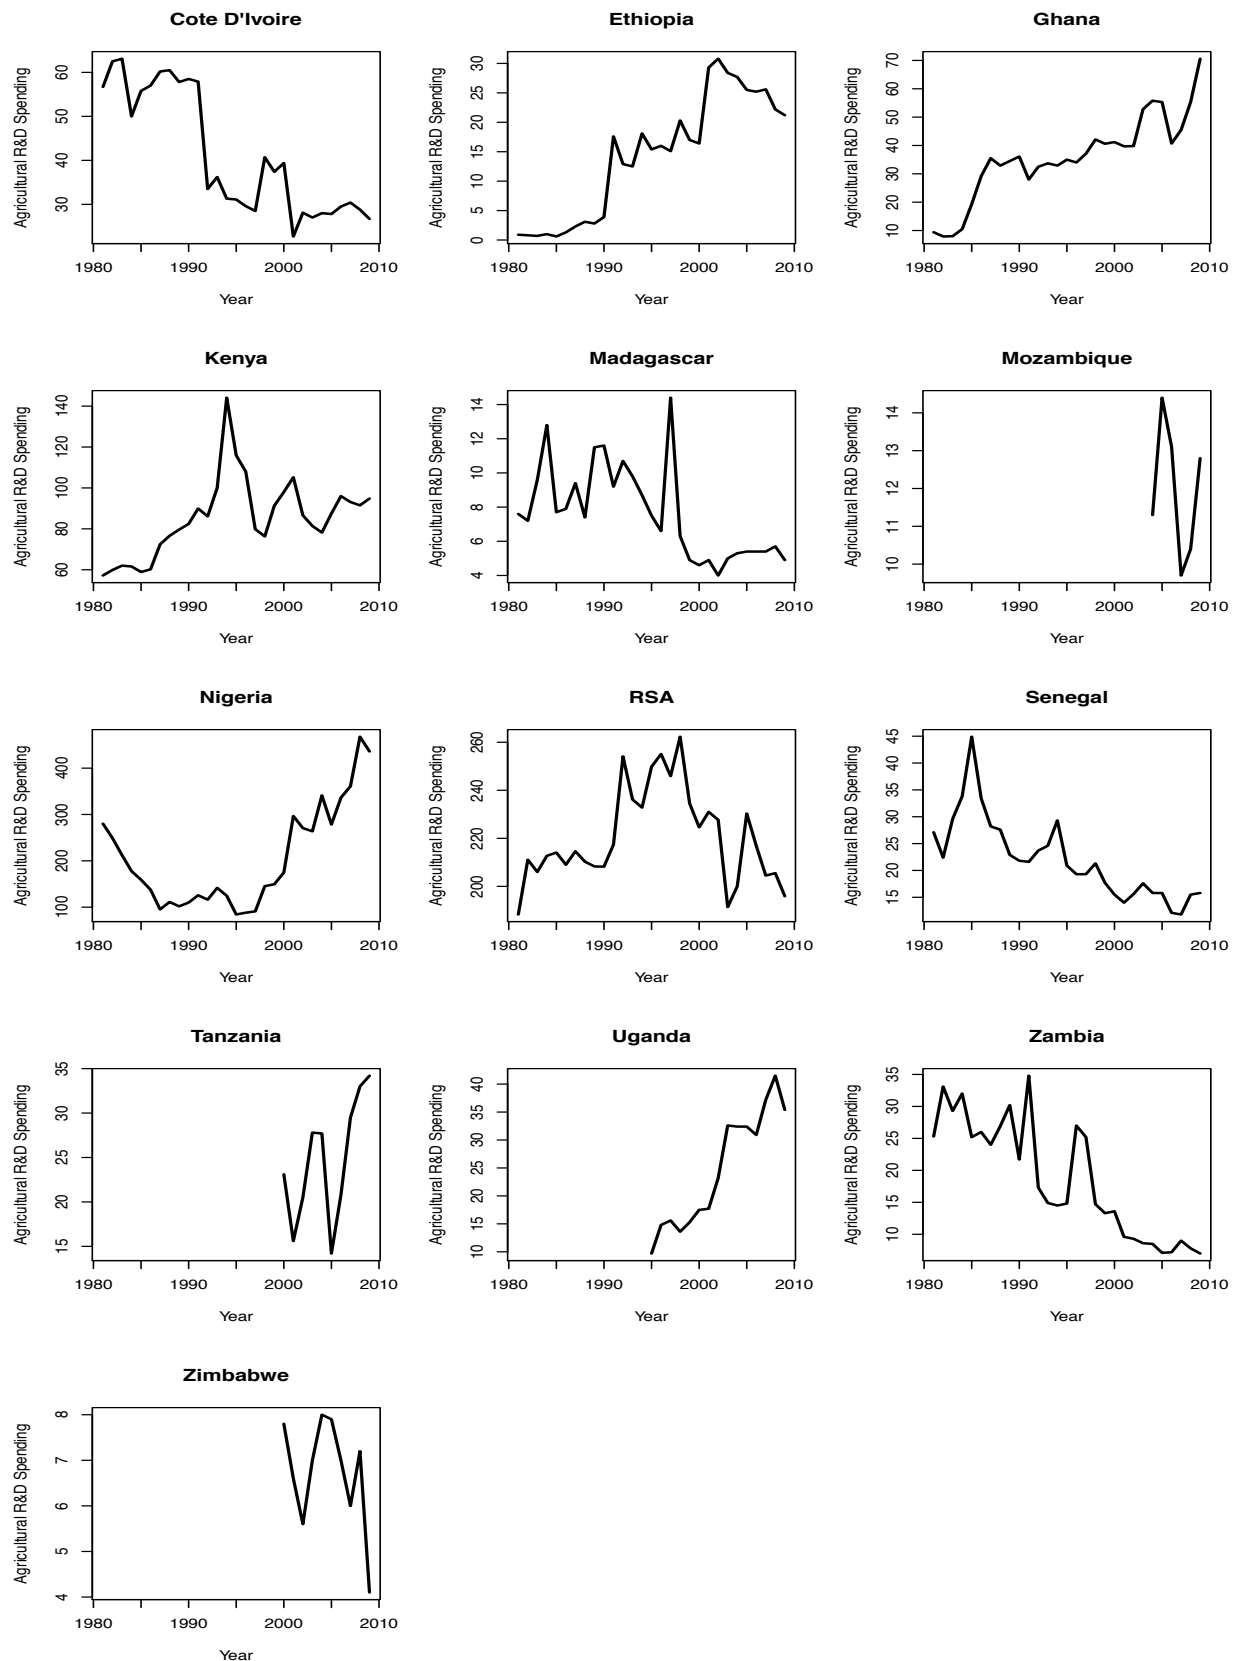 Cote D'Ivoire
Agricultural R&D Spending
60
50
40
30
1980 1990 2000 2010
Year
Ethiopia
Agricultural R&D Spending
30
25
20
15
10
5
0
1980 1990 2000 2010
Year
Ghana
Agricultural R&D Spending
70
60
50
40
30
20
10
1980 1990 2000 2010
Year
Kenya
Agricultural R&D Spending
140
120
100
80
60
1980 1990 2000 2010
Year
Madagascar
Agricultural R&D Spending
14
12
10
8
6
4
1980 1990 2000 2010
Year
Mozambique
Agricultural R&D Spending
14
13
12
11
10
1980 1990 2000 2010
Year
Nigeria
Agricultural R&D Spending
400
300
200
100
1980 1990 2000 2010
Year
RSA
Agricultural R&D Spending
260
240
220
200
1980 1990 2000 2010
Year
Senegal
Agricultural R&D Spending
45
40
35
30
25
20
15
1980 1990 2000 2010
Year
Tanzania
Agricultural R&D Spending
35
30
25
20
15
1980 1990 2000 2010
Year
Uganda
Agricultural R&D Spending
40
35
30
25
20
15
10
1980 1990 2000 2010
Year
Zambia
Agricultural R&D Spending
35
30
25
20
15
10
1980 1990 2000 2010
Year
Zimbabwe
Agricultural R&D Spending
8
7
6
5
4
1980 1990 2000 2010
Year